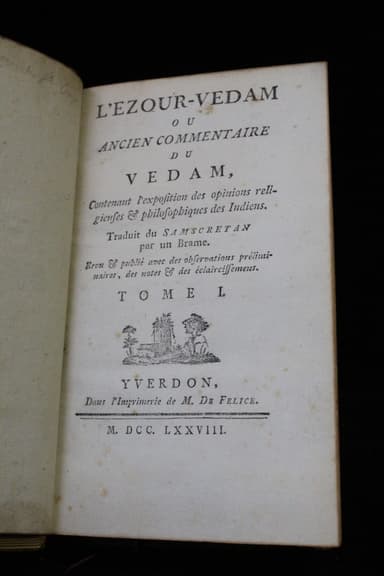 L'EZOUR-VEDAM
OU
ANCIEN COMMENTAIRE
DU
VEDAM,
Contenant l'exposition des opinions reli-
gieuses & philosophiques des Indiens.
Traduit du SAMSCRETAN
par un Brame.
Revu & publié avec des observations prélimi-
naires, des notes & des éclaircissemens.
TOME I.
YVERDON,
Dans l'Imprimerie de M. DE FELICE.
M. DCC. LXXVIII.